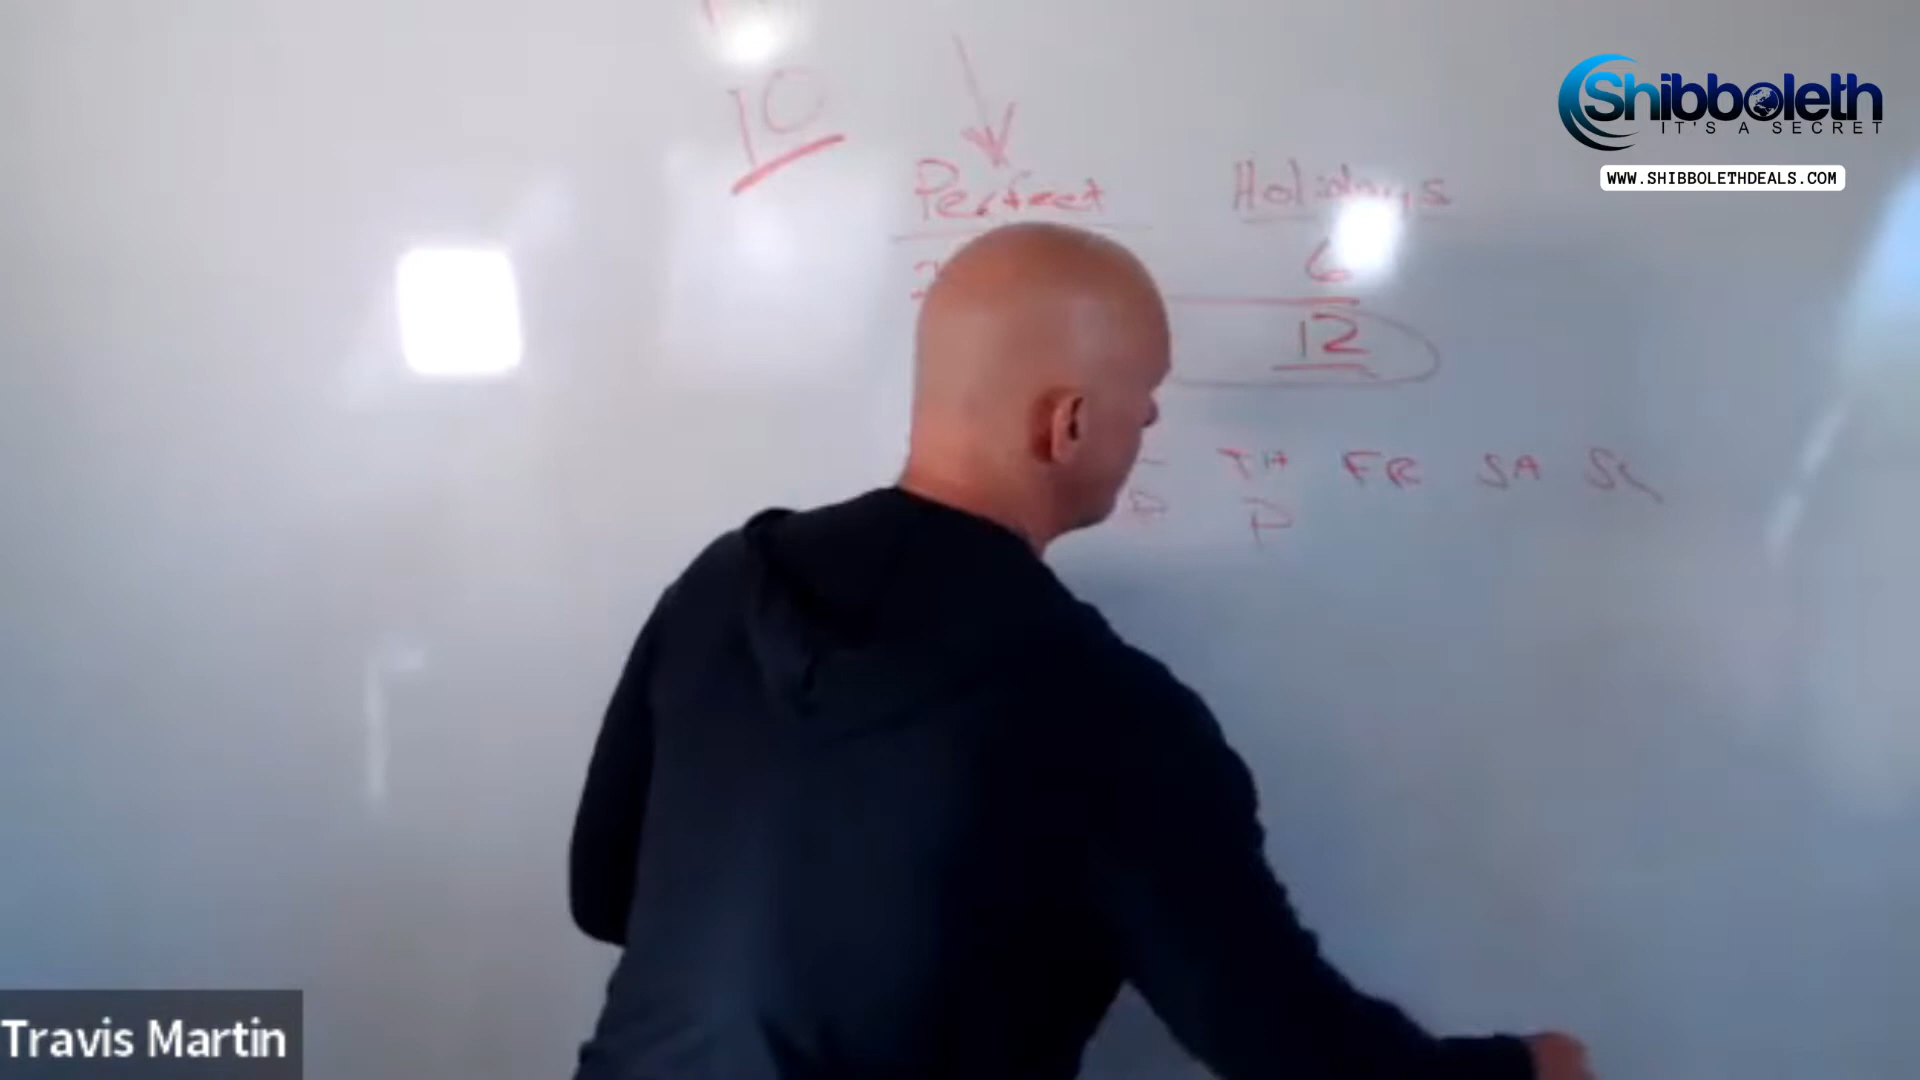 Shibboleth
IT'S A SECRET
WWW.SHIBBOLETHDEALS.COM
10
Perfect Holidays
6
12
TH FR SA SU
P P
Travis Martin